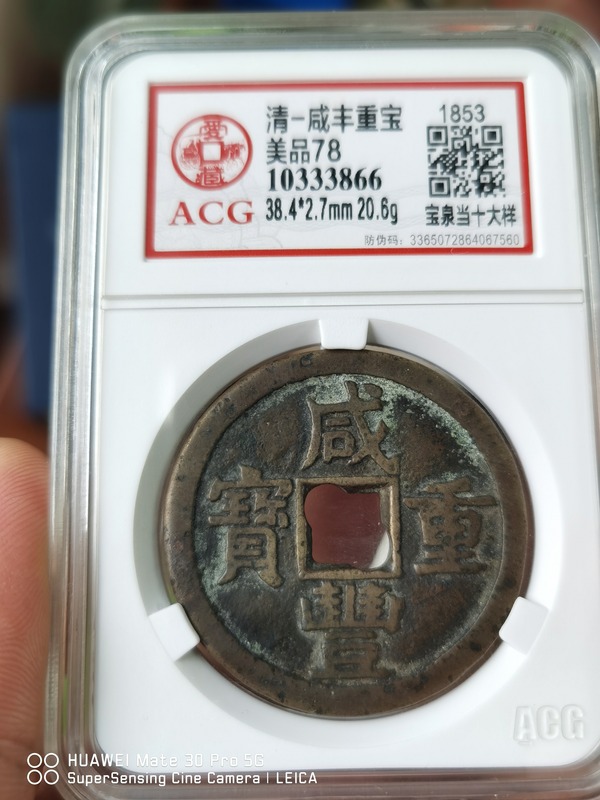 清-咸丰重宝 1853
美品78
10333866
ACG 38.4*2.7mm 20.6g 宝泉当十大样
防伪码：3365072864067560
咸
寶 重
豐
ACG
HUAWEI Mate 30 Pro 5G
SuperSensing Cine Camera | LEICA